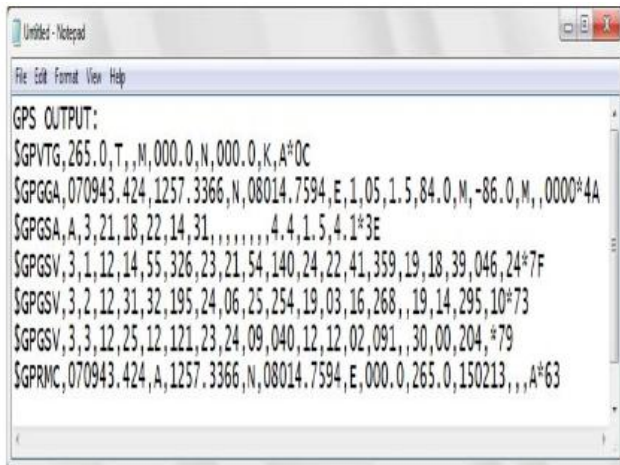 Untitled - Notepad
File Edit Format View Help
GPS OUTPUT:
$GPVTG,265.0,T,,M,000.0,N,000.0,K,A*0C
$GPGGA,070943.424,1257.3366,N,08014.7594,E,1,05,1.5,84.0,M,-86.0,M,,0000*4A
$GPGSA,A,3,21,18,22,14,31,,,,,,,,4.4,1.5,4.1*3E
$GPGSV,3,1,12,14,55,326,23,21,54,140,24,22,41,359,19,18,39,046,24*7F
$GPGSV,3,2,12,31,32,195,24,06,25,254,19,03,16,268,,19,14,295,10*73
$GPGSV,3,3,12,25,12,121,23,24,09,040,12,12,02,091,,30,00,204,*79
$GPRMC,070943.424,A,1257.3366,N,08014.7594,E,000.0,265.0,150213,,,A*63